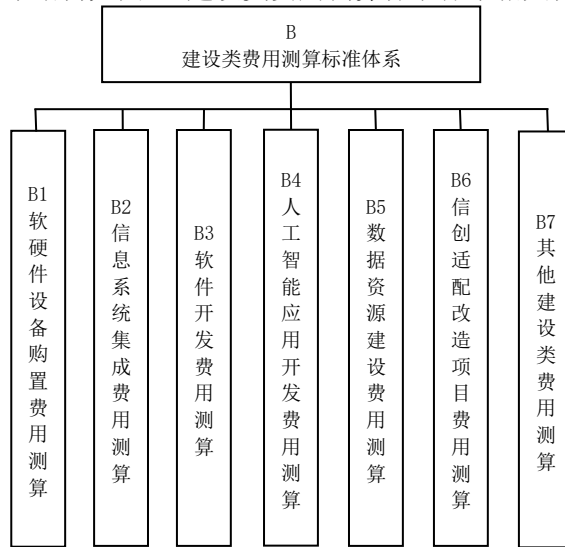 B
建设类费用测算标准体系
B1
软硬件设备购置费用测算
B2
信息系统集成费用测算
B3
软件开发费用测算
B4
人工智能应用开发费用测算
B5
数据资源建设费用测算
B6
信创适配改造项目费用测算
B7
其他建设类费用测算